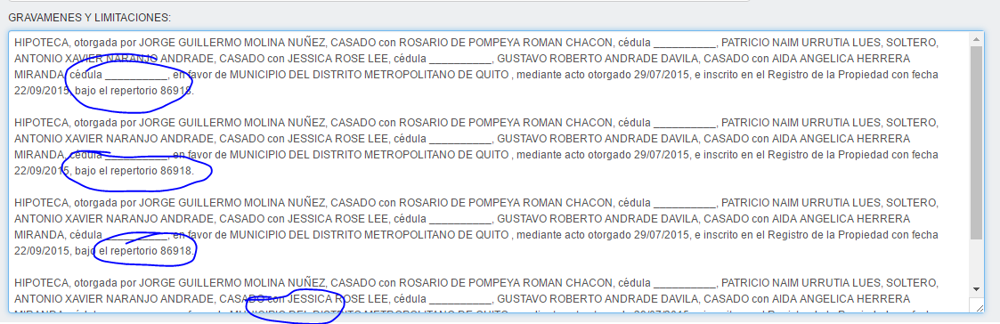 GRAVAMENES Y LIMITACIONES:
HIPOTECA, otorgada por JORGE GUILLERMO MOLINA NUÑEZ, CASADO con ROSARIO DE POMPEYA ROMAN CHACON, cédula __________, PATRICIO NAIM URRUTIA LUES, SOLTERO,
ANTONIO XAVIER NARANJO ANDRADE, CASADO con JESSICA ROSE LEE, cédula __________, GUSTAVO ROBERTO ANDRADE DAVILA, CASADO con AIDA ANGELICA HERRERA
MIRANDA, cédula __________, en favor de MUNICIPIO DEL DISTRITO METROPOLITANO DE QUITO , mediante acto otorgado 29/07/2015, e inscrito en el Registro de la Propiedad con fecha
22/09/2015, bajo el repertorio 86918.
HIPOTECA, otorgada por JORGE GUILLERMO MOLINA NUÑEZ, CASADO con ROSARIO DE POMPEYA ROMAN CHACON, cédula __________, PATRICIO NAIM URRUTIA LUES, SOLTERO,
ANTONIO XAVIER NARANJO ANDRADE, CASADO con JESSICA ROSE LEE, cédula __________, GUSTAVO ROBERTO ANDRADE DAVILA, CASADO con AIDA ANGELICA HERRERA
MIRANDA, cédula __________, en favor de MUNICIPIO DEL DISTRITO METROPOLITANO DE QUITO , mediante acto otorgado 29/07/2015, e inscrito en el Registro de la Propiedad con fecha
22/09/2015, bajo el repertorio 86918.
HIPOTECA, otorgada por JORGE GUILLERMO MOLINA NUÑEZ, CASADO con ROSARIO DE POMPEYA ROMAN CHACON, cédula __________, PATRICIO NAIM URRUTIA LUES, SOLTERO,
ANTONIO XAVIER NARANJO ANDRADE, CASADO con JESSICA ROSE LEE, cédula __________, GUSTAVO ROBERTO ANDRADE DAVILA, CASADO con AIDA ANGELICA HERRERA
MIRANDA, cédula __________, en favor de MUNICIPIO DEL DISTRITO METROPOLITANO DE QUITO , mediante acto otorgado 29/07/2015, e inscrito en el Registro de la Propiedad con fecha
22/09/2015, bajo el repertorio 86918.
HIPOTECA, otorgada por JORGE GUILLERMO MOLINA NUÑEZ, CASADO con ROSARIO DE POMPEYA ROMAN CHACON, cédula __________, PATRICIO NAIM URRUTIA LUES, SOLTERO,
ANTONIO XAVIER NARANJO ANDRADE, CASADO con JESSICA ROSE LEE, cédula __________, GUSTAVO ROBERTO ANDRADE DAVILA, CASADO con AIDA ANGELICA HERRERA